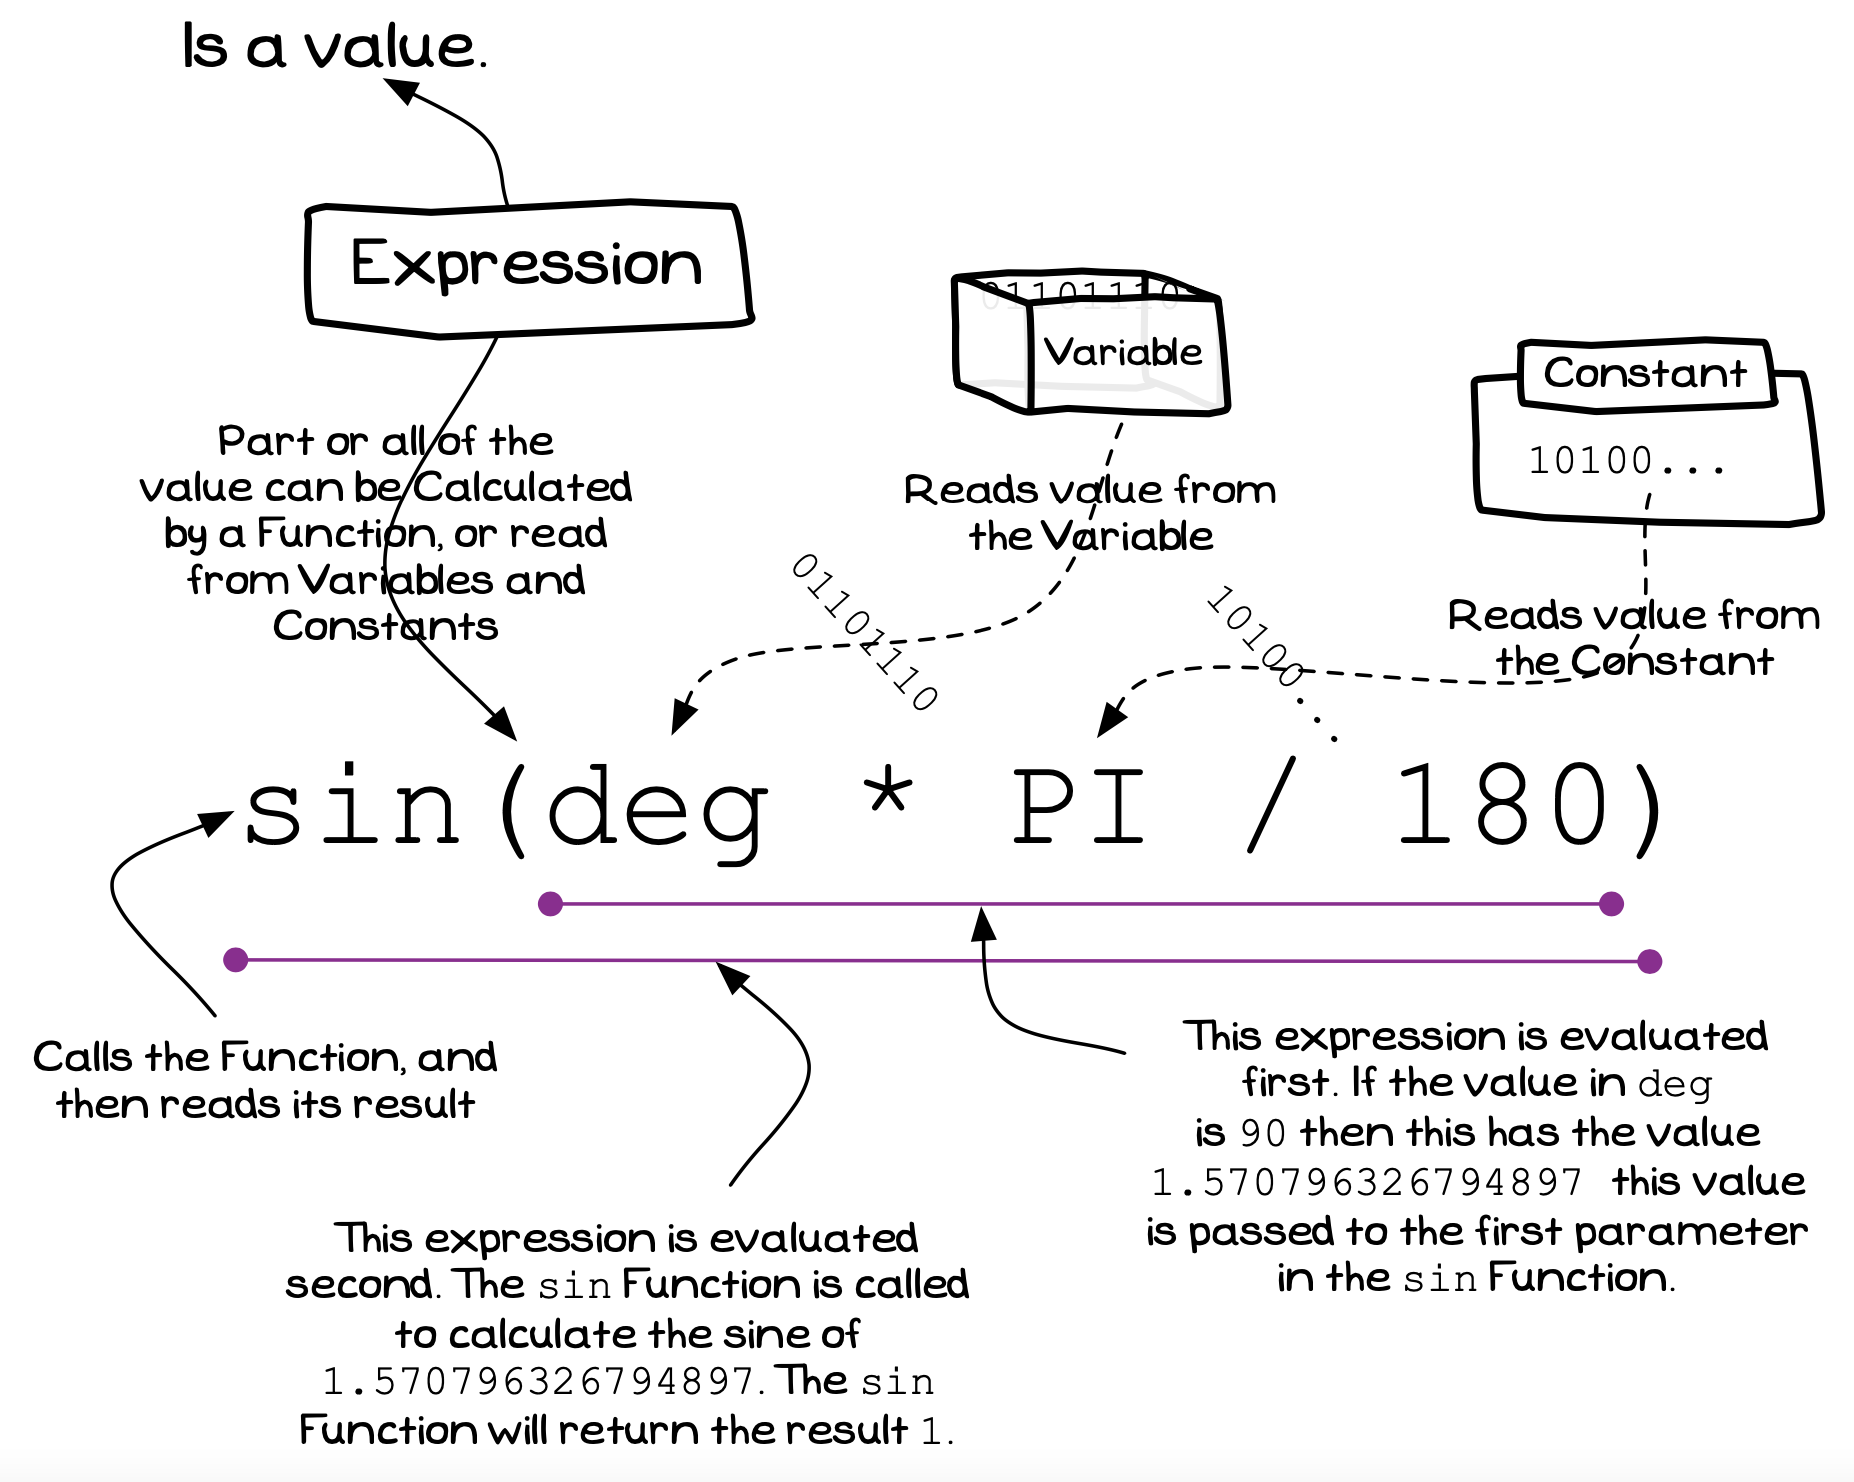 Is a value.
Expression
01101110
Variable
Constant
10100...
Part or all of the
value can be Calculated
by a Function, or read
from Variables and
Constants
Reads value from
the Variable
Reads value from
the Constant
01101110
10100...
sin(deg * PI / 180)
Calls the Function, and
then reads its result
This expression is evaluated
first. If the value in deg
is 90 then this has the value
1.570796326794897 this value
is passed to the first parameter
in the sin Function.
This expression is evaluated
second. The sin Function is called
to calculate the sine of
1.570796326794897. The sin
Function will return the result 1.